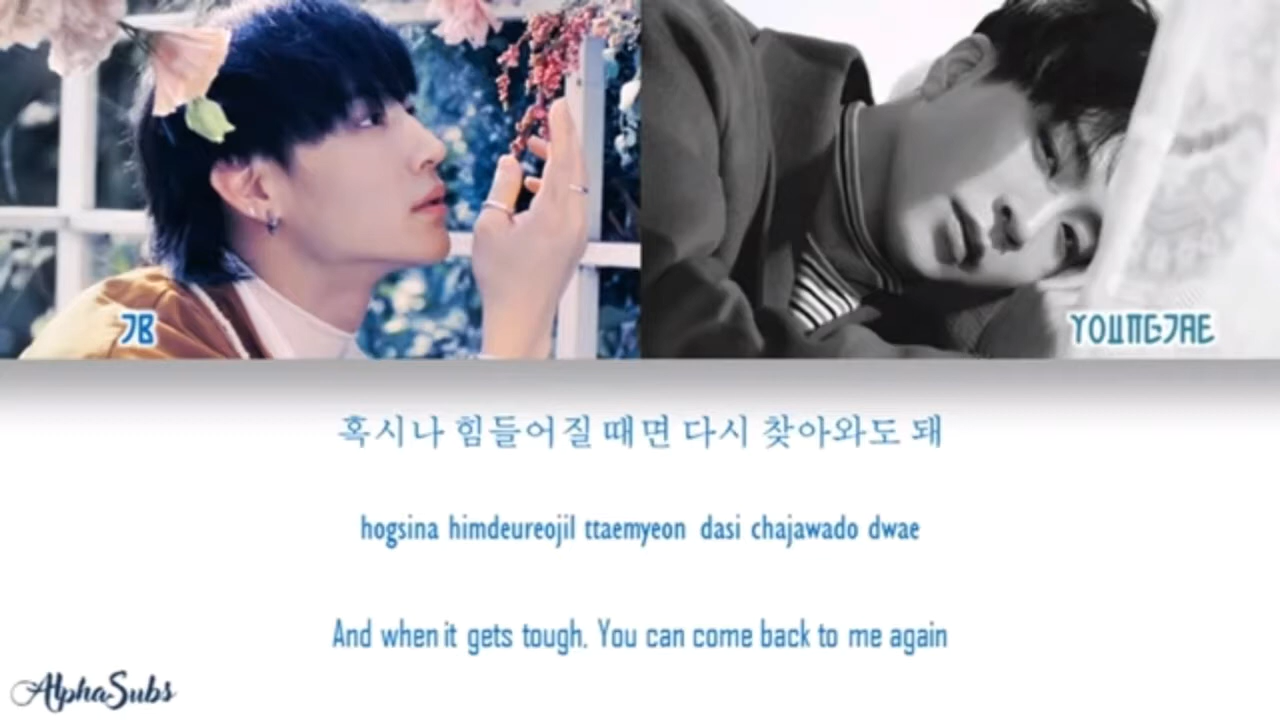 JB
YOUNGJAE
혹시나 힘들어질 때면 다시 찾아와도 돼
hogsina himdeureojil ttaemyeon dasi chajawado dwae
And when it gets tough. You can come back to me again
AlphaSubs